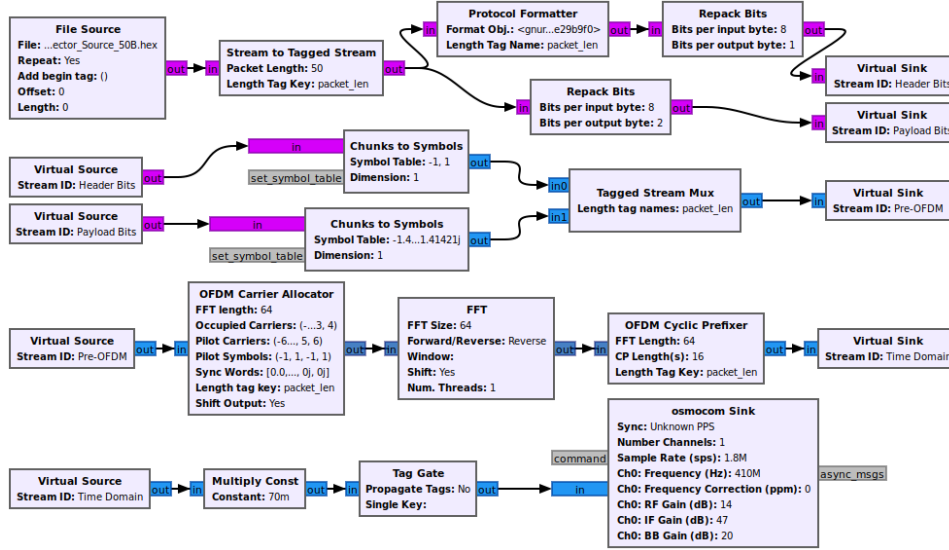 File Source
File: ...ector_Source_50B.hex
Repeat: Yes
Add begin tag: ()
Offset: 0
Length: 0
out
in
Stream to Tagged Stream
Packet Length: 50
Length Tag Key: packet_len
out
in
Protocol Formatter
Format Obj.: <gnur...e29b9f0>
Length Tag Name: packet_len
out
in
Repack Bits
Bits per input byte: 8
Bits per output byte: 1
out
in
Virtual Sink
Stream ID: Header Bits
in
Repack Bits
Bits per input byte: 8
Bits per output byte: 2
out
in
Virtual Sink
Stream ID: Payload Bits
Virtual Source
Stream ID: Header Bits
out
in
set_symbol_table
Chunks to Symbols
Symbol Table: -1, 1
Dimension: 1
out
Virtual Source
Stream ID: Payload Bits
out
in
set_symbol_table
Chunks to Symbols
Symbol Table: -1.4...1.41421j
Dimension: 1
out
in0
in1
Tagged Stream Mux
Length tag names: packet_len
out
in
Virtual Sink
Stream ID: Pre-OFDM
Virtual Source
Stream ID: Pre-OFDM
out
in
OFDM Carrier Allocator
FFT length: 64
Occupied Carriers: (-...3, 4)
Pilot Carriers: (-6..., 5, 6)
Pilot Symbols: (-1, 1, -1, 1)
Sync Words: [0.0,..., 0j, 0j]
Length tag key: packet_len
Shift Output: Yes
out
in
FFT
FFT Size: 64
Forward/Reverse: Reverse
Window:
Shift: Yes
Num. Threads: 1
out
in
OFDM Cyclic Prefixer
FFT Length: 64
CP Length(s): 16
Length Tag Key: packet_len
out
in
Virtual Sink
Stream ID: Time Domain
Virtual Source
Stream ID: Time Domain
out
in
Multiply Const
Constant: 70m
out
in
Tag Gate
Propagate Tags: No
Single Key:
out
command
in
osmocom Sink
Sync: Unknown PPS
Number Channels: 1
Sample Rate (sps): 1.8M
Ch0: Frequency (Hz): 410M
Ch0: Frequency Correction (ppm): 0
Ch0: RF Gain (dB): 14
Ch0: IF Gain (dB): 47
Ch0: BB Gain (dB): 20
async_msgs